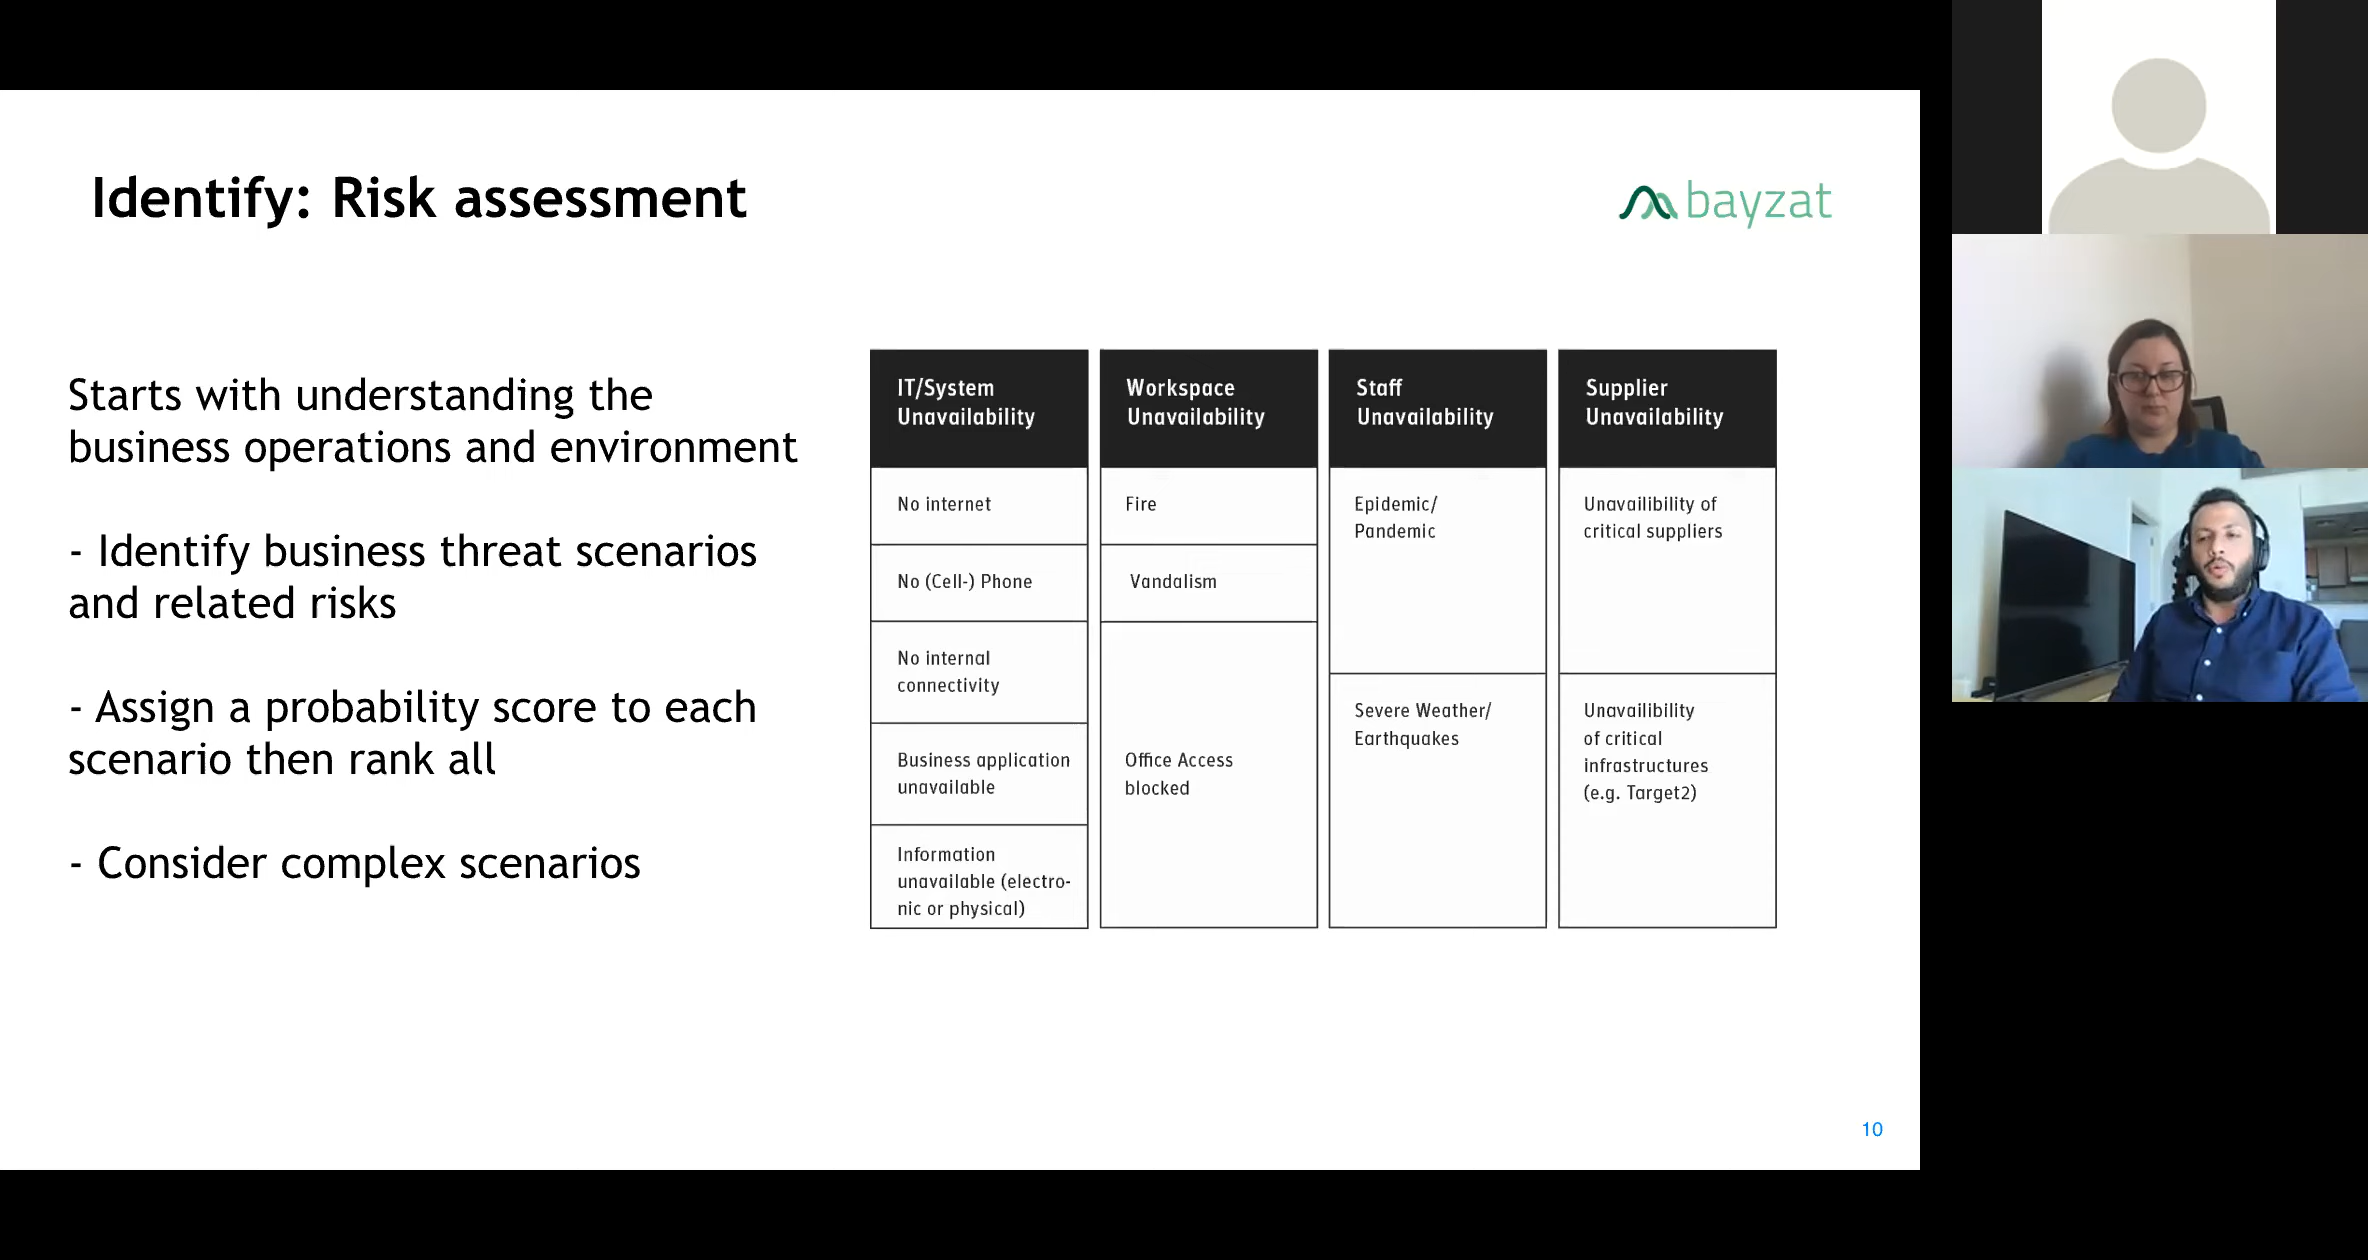 Identify: Risk assessment
bayzat
Starts with understanding the
business operations and environment
- Identify business threat scenarios
and related risks
- Assign a probability score to each
scenario then rank all
- Consider complex scenarios
IT/System
Unavailability
No internet
No (Cell-) Phone
No internal
connectivity
Business application
unavailable
Information
unavailable (electro-
nic or physical)
Workspace
Unavailability
Fire
Vandalism
Office Access
blocked
Staff
Unavailability
Epidemic/
Pandemic
Severe Weather/
Earthquakes
Supplier
Unavailability
Unavailibility of
critical suppliers
Unavailibility
of critical
infrastructures
(e.g. Target2)
10